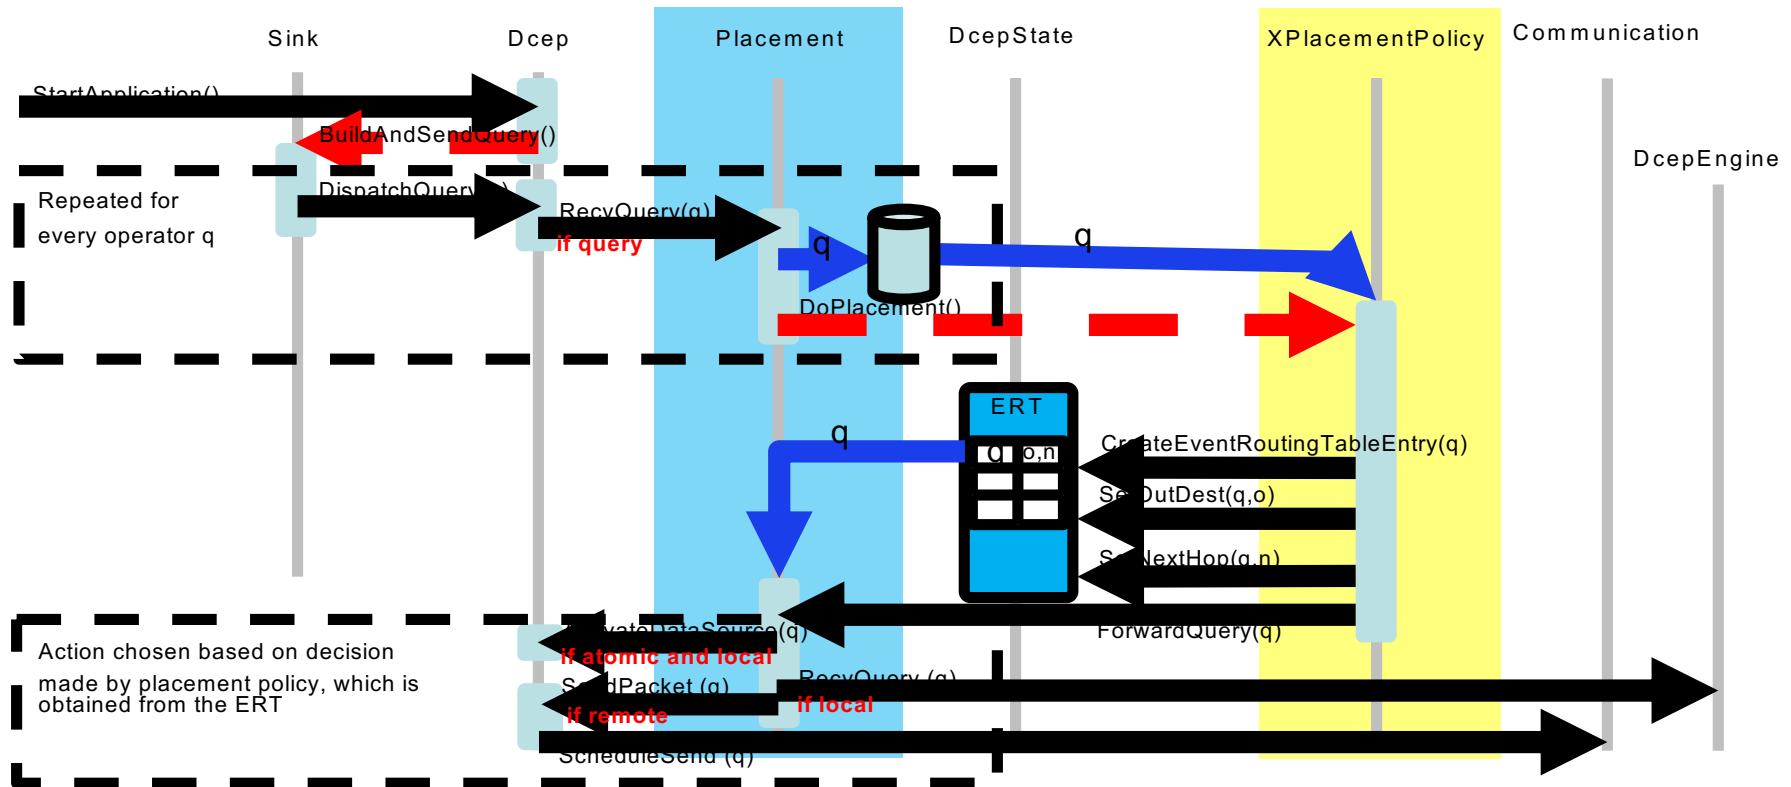 Sink
Dcep
Placement
DcepState
XPlacementPolicy
Communication
DcepEngine
StartApplication()
BuildAndSendQuery()
Repeated for
every operator q
RecvQuery(q)
if query
q
q
DoPlacement()
ERT
q
q o,n
CreateEventRoutingTableEntry(q)
SetOutDest(q,o)
SetNextHop(q,n)
ForwardQuery(q)
Action chosen based on decision
made by placement policy, which is
obtained from the ERT
ActivateDataSource(q)
if atomic and local
SendPacket (q)
if remote
RecvQuery (q)
if local
ScheduleSend (q)